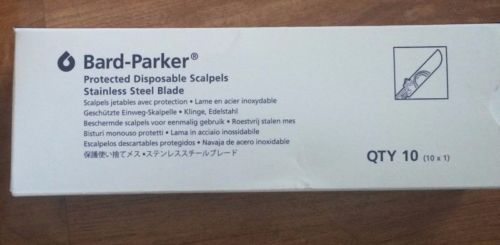 Bard-Parker®
Protected Disposable Scalpels
Stainless Steel Blade
Scalpels jetables avec protection • Lame en acier inoxydable
Geschützte Einweg-Skalpelle • Klinge, Edelstahl
Beschermde scalpels voor eenmalig gebruik • Roestvrij stalen mes
Bisturi monouso protetti • Lama in acciaio inossidabile
Escalpelos descartables protegidos • Navaja de acero inoxidable
保護使い捨てメス • ステンレススチールブレード
QTY 10 (10 x 1)